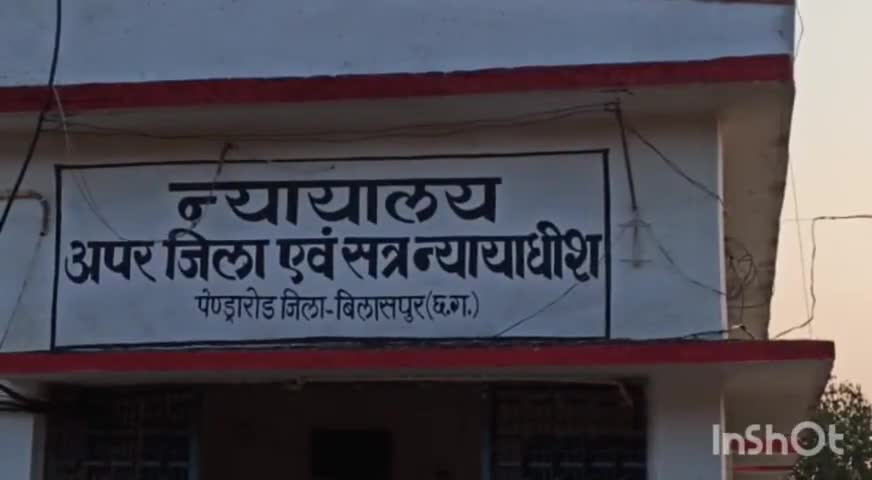 न्यायालय
अपर जिला एवं सत्र न्यायाधीश
पेण्ड्रारोड जिला-बिलासपुर(छ.ग.)
InShOt